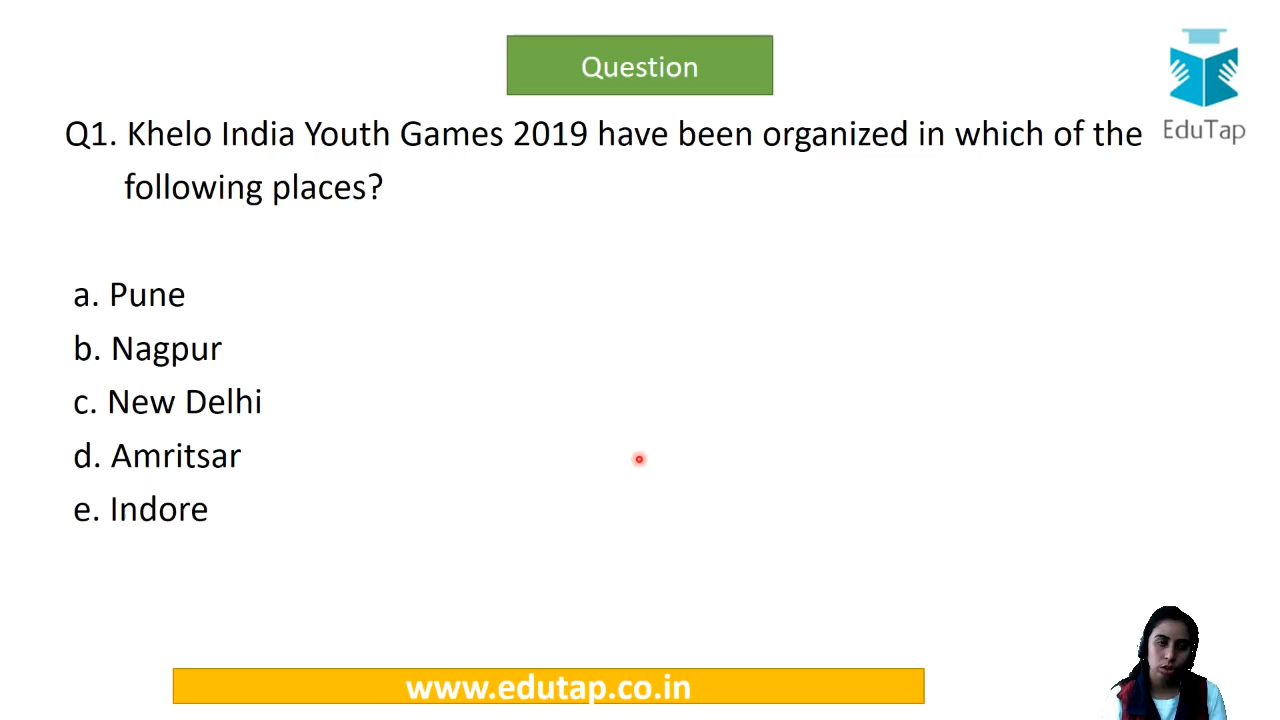 Question
EduTap
Q1. Khelo India Youth Games 2019 have been organized in which of the
following places?
a. Pune
b. Nagpur
c. New Delhi
d. Amritsar
e. Indore
www.edutap.co.in